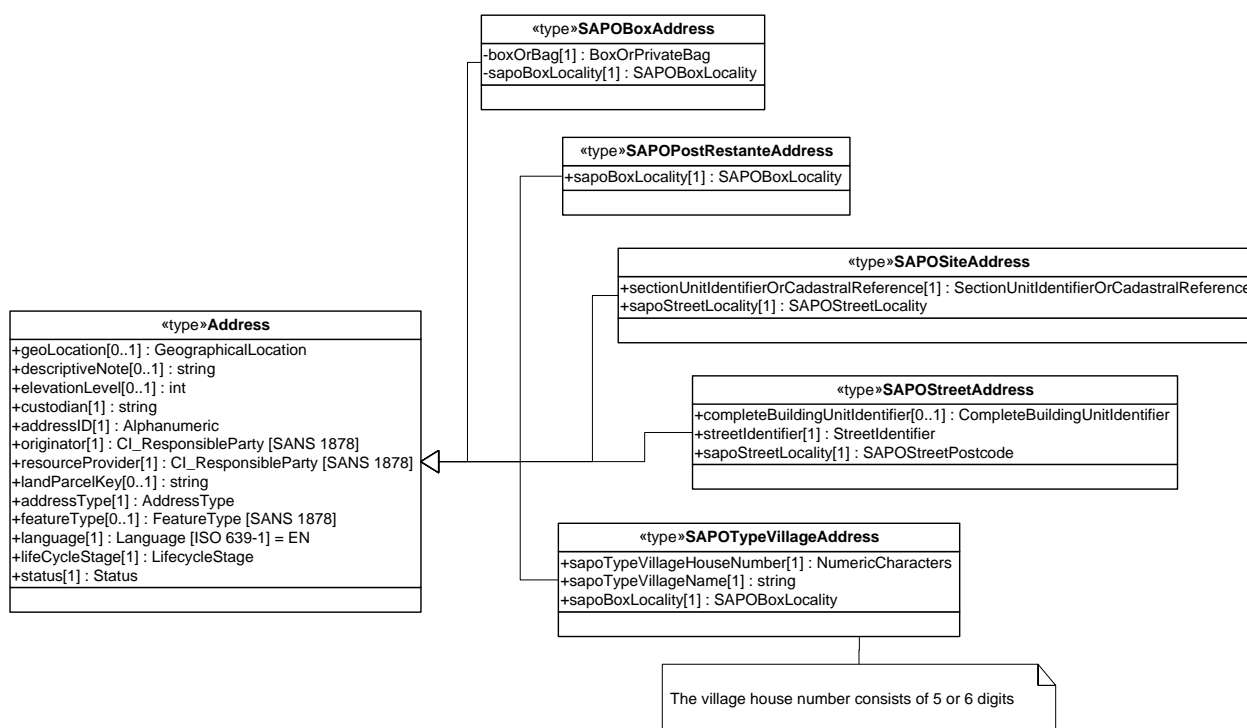 «type»SAPOBoxAddress
-boxOrBag[1] : BoxOrPrivateBag
-sapoBoxLocality[1] : SAPOBoxLocality
«type»SAPOPostRestanteAddress
+sapoBoxLocality[1] : SAPOBoxLocality
«type»SAPOSiteAddress
+sectionUnitIdentifierOrCadastralReference[1] : SectionUnitIdentifierOrCadastralReference
+sapoStreetLocality[1] : SAPOStreetLocality
«type»Address
+geoLocation[0..1] : GeographicalLocation
+descriptiveNote[0..1] : string
+elevationLevel[0..1] : int
+custodian[1] : string
+addressID[1] : Alphanumeric
+originator[1] : CI_ResponsibleParty [SANS 1878]
+resourceProvider[1] : CI_ResponsibleParty [SANS 1878]
+landParcelKey[0..1] : string
+addressType[1] : AddressType
+featureType[0..1] : FeatureType [SANS 1878]
+language[1] : Language [ISO 639-1] = EN
+lifeCycleStage[1] : LifecycleStage
+status[1] : Status
«type»SAPOStreetAddress
+completeBuildingUnitIdentifier[0..1] : CompleteBuildingUnitIdentifier
+streetIdentifier[1] : StreetIdentifier
+sapoStreetLocality[1] : SAPOStreetPostcode
«type»SAPOTypeVillageAddress
+sapoTypeVillageHouseNumber[1] : NumericCharacters
+sapoTypeVillageName[1] : string
+sapoBoxLocality[1] : SAPOBoxLocality
The village house number consists of 5 or 6 digits